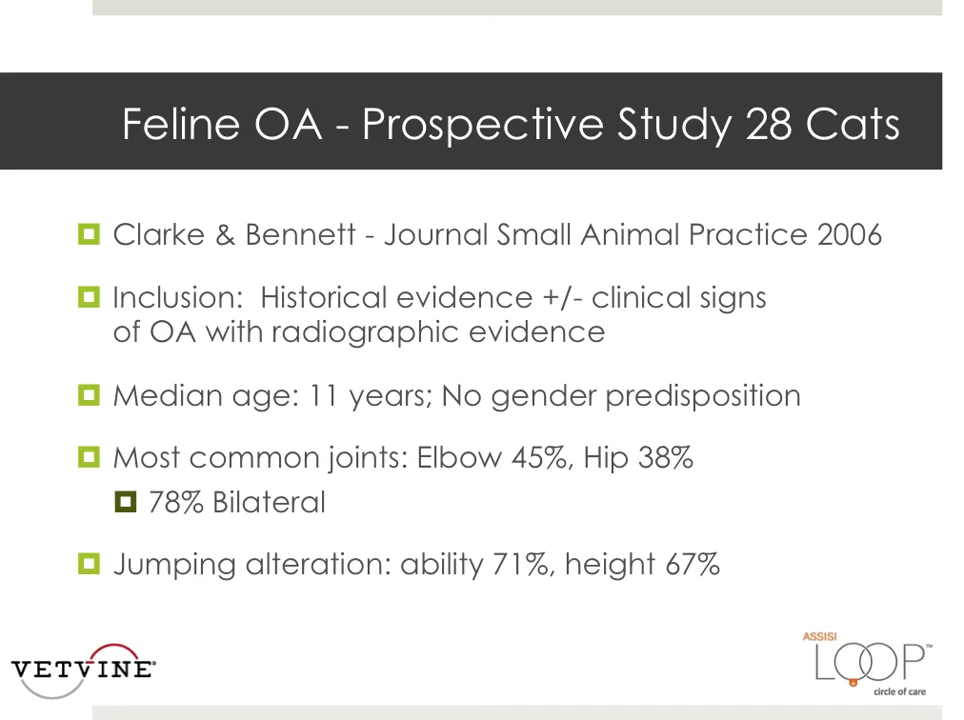 Feline OA - Prospective Study 28 Cats
Clarke & Bennett - Journal Small Animal Practice 2006
Inclusion: Historical evidence +/- clinical signs
of OA with radiographic evidence
Median age: 11 years; No gender predisposition
Most common joints: Elbow 45%, Hip 38%
78% Bilateral
Jumping alteration: ability 71%, height 67%
VETVINE®
ASSISI
LOOP™
circle of care